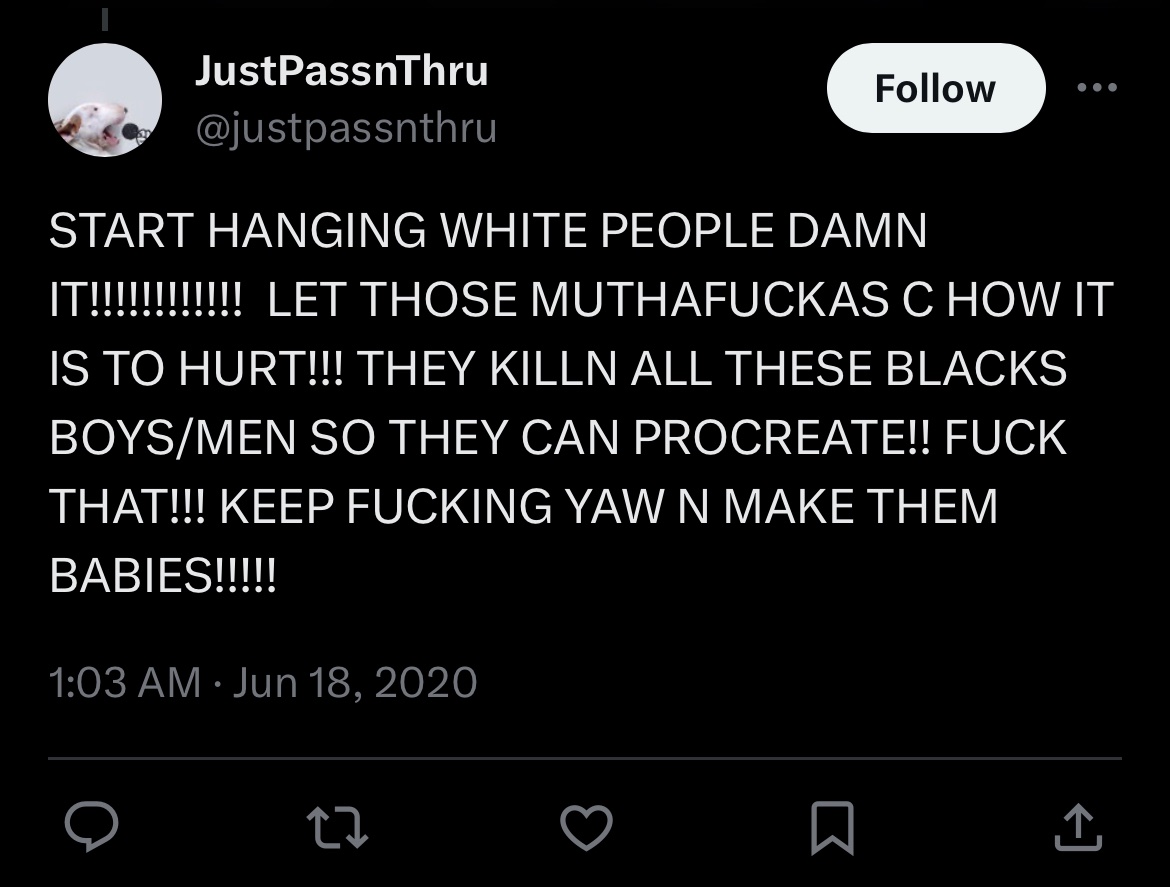 JustPassnThru
Follow
@justpassnthru
START HANGING WHITE PEOPLE DAMN
IT!!!!!!!!!!!!  LET THOSE MUTHAFUCKAS C HOW IT
IS TO HURT!!! THEY KILLN ALL THESE BLACKS
BOYS/MEN SO THEY CAN PROCREATE!! FUCK
THAT!!! KEEP FUCKING YAW N MAKE THEM
BABIES!!!!!
1:03 AM · Jun 18, 2020